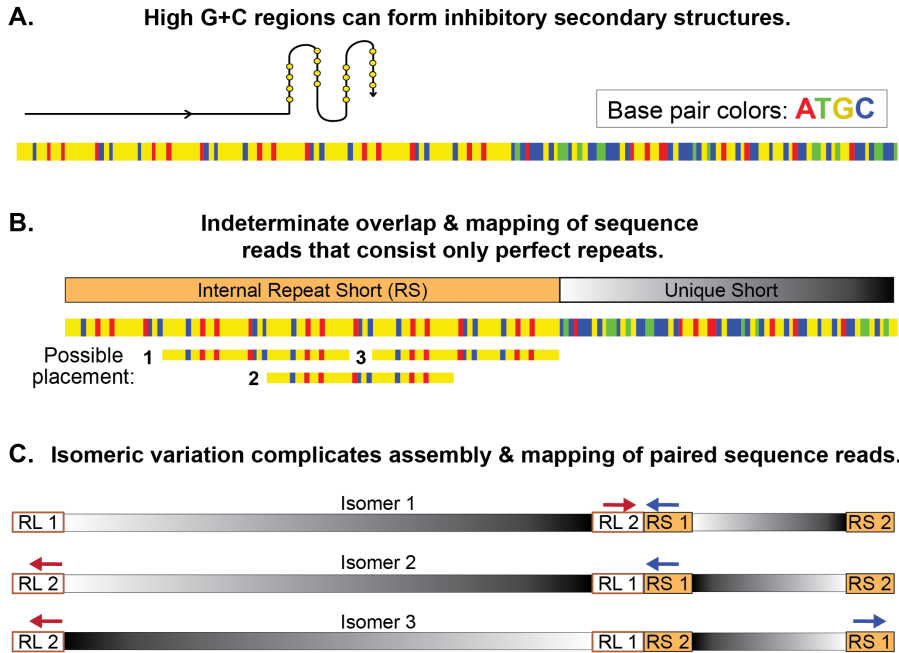 A. High G+C regions can form inhibitory secondary structures.
Base pair colors: ATGC
B. Indeterminate overlap & mapping of sequence
reads that consist only perfect repeats.
Internal Repeat Short (RS) Unique Short
Possible 1 3
placement: 2
C. Isomeric variation complicates assembly & mapping of paired sequence reads.
Isomer 1
RL 1 RL 2 RS 1 RS 2
Isomer 2
RL 2 RL 1 RS 1 RS 2
Isomer 3
RL 2 RL 1 RS 2 RS 1